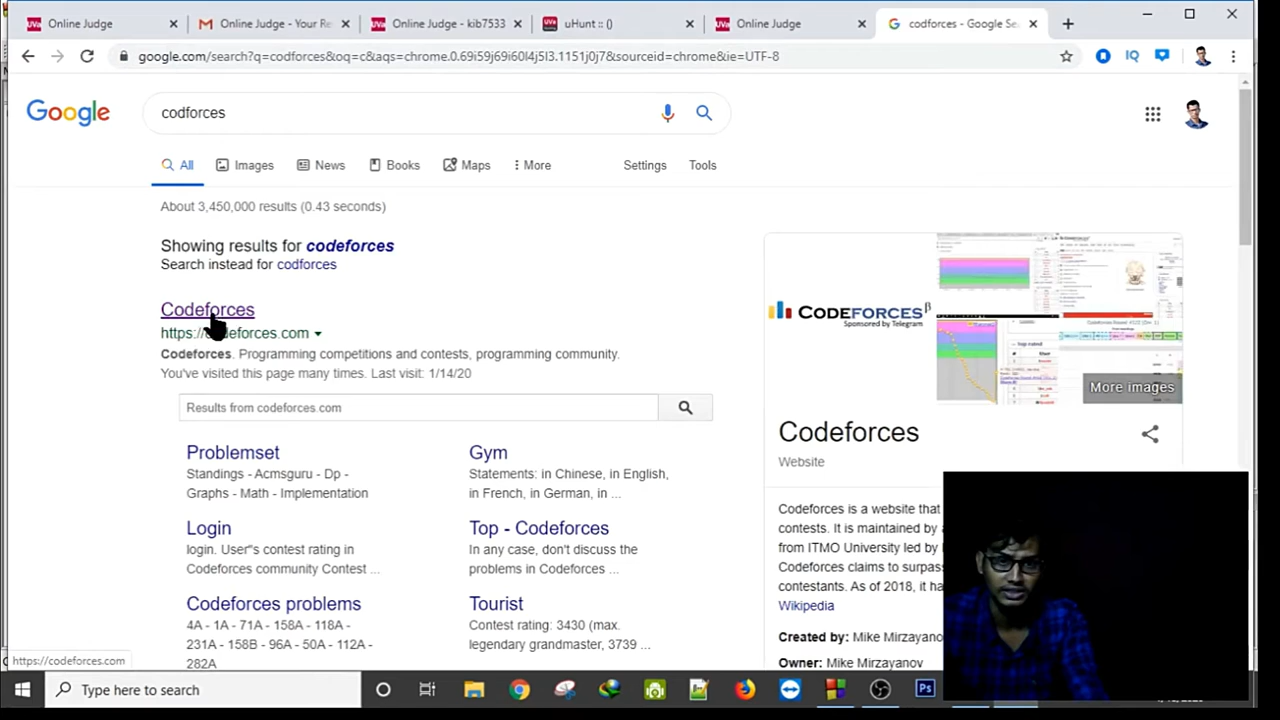 Online Judge
Online Judge - Your Re
Online Judge - kib7533
uHunt :: ()
Online Judge
codforces - Google Se
google.com/search?q=codforces&oq=c&aqs=chrome.0.69i59j69i60l4j5l3.1151j0j7&sourceid=chrome&ie=UTF-8
Google
codforces
All
Images
News
Books
Maps
More
Settings
Tools
About 3,450,000 results (0.43 seconds)
Showing results for codeforces
Search instead for codforces
Codeforces
Codeforces. Programming competitions and contests, programming community.
You've visited this page many times. Last visit: 1/14/20
Results from codeforces.com
Problemset
Standings - Acmsguru - Dp -
Graphs - Math - Implementation
Gym
Statements: in Chinese, in English,
in French, in German, in ...
Login
login. User"s contest rating in
Codeforces community Contest ...
Top - Codeforces
In any case, don't discuss the
problems in Codeforces ...
Codeforces problems
4A - 1A - 71A - 158A - 118A -
231A - 158B - 96A - 50A - 112A -
282A
Tourist
Contest rating: 3430 (max.
legendary grandmaster, 3739 ...
CODEFORCES β
Sponsored by Telegram
More images
Codeforces
Website
Codeforces is a website that
contests. It is maintained by
from ITMO University led by
Codeforces claims to surpass
contestants. As of 2018, it
Wikipedia
Created by: Mike Mirzayano
Owner: Mike Mirzayanov
https://codeforces.com
Type here to search
Ps